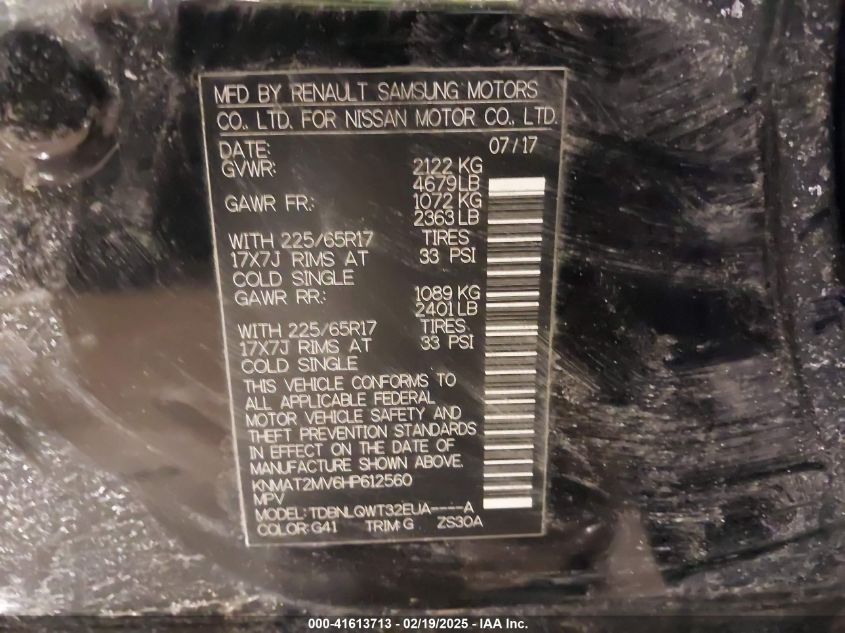 MFD BY RENAULT SAMSUNG MOTORS
CO., LTD. FOR NISSAN MOTOR CO., LTD.
DATE: 07/17
GVWR: 2122 KG
4679 LB
GAWR FR.: 1072 KG
2363 LB
WITH 225/65R17 TIRES
17X7J RIMS AT 33 PSI
COLD SINGLE
GAWR RR.: 1089 KG
2401 LB
WITH 225/65R17 TIRES
17X7J RIMS AT 33 PSI
COLD SINGLE
THIS VEHICLE CONFORMS TO
ALL APPLICABLE FEDERAL
MOTOR VEHICLE SAFETY AND
THEFT PREVENTION STANDARDS
IN EFFECT ON THE DATE OF
MANUFACTURE SHOWN ABOVE.
KNMAT2MV6HP612560
MPV
MODEL: TDBNLQWT32EUA----A
COLOR: G41 TRIM: G ZS30A
000-41613713 - 02/19/2025 - IAA Inc.